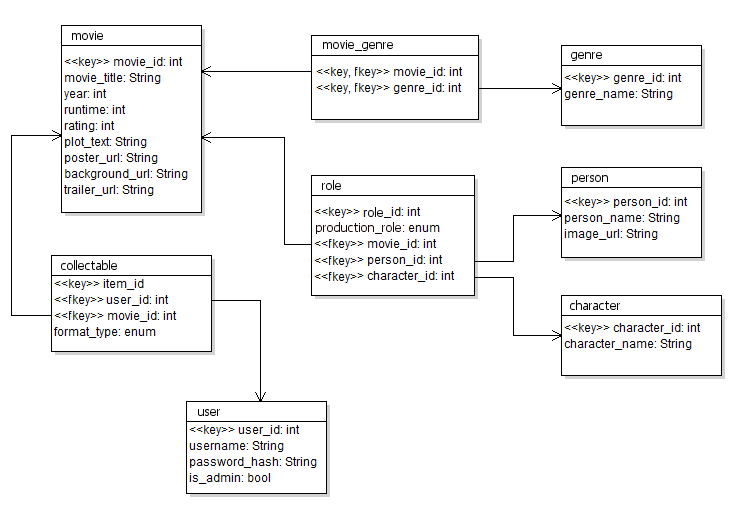 movie
<<key>> movie_id: int
movie_title: String
year: int
runtime: int
rating: int
plot_text: String
poster_url: String
background_url: String
trailer_url: String
movie_genre
<<key, fkey>> movie_id: int
<<key, fkey>> genre_id: int
genre
<<key>> genre_id: int
genre_name: String
role
<<key>> role_id: int
production_role: enum
<<fkey>> movie_id: int
<<fkey>> person_id: int
<<fkey>> character_id: int
person
<<key>> person_id: int
person_name: String
image_url: String
collectable
<<key>> item_id
<<fkey>> user_id: int
<<fkey>> movie_id: int
format_type: enum
character
<<key>> character_id: int
character_name: String
user
<<key>> user_id: int
username: String
password_hash: String
is_admin: bool